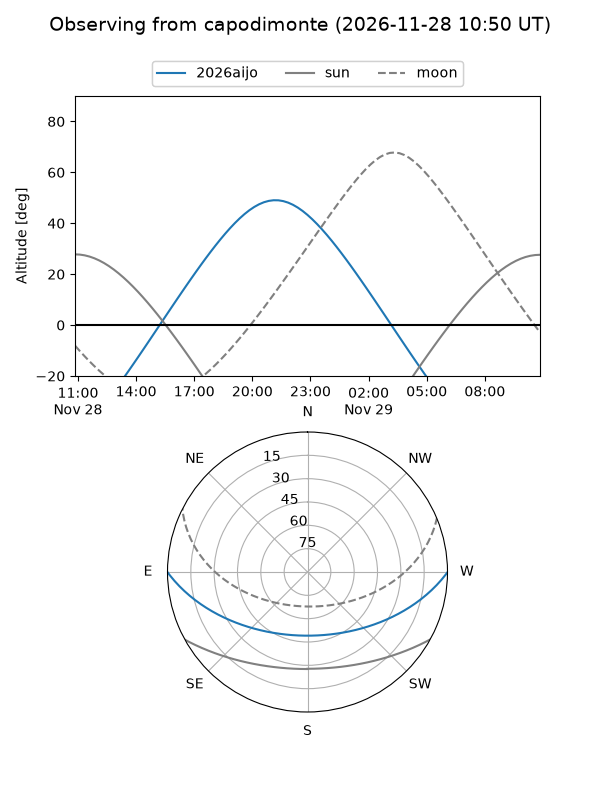 Observing from capodimonte (2026-11-28 10:50 UT)
2026aijo sun moon
Altitude [deg]
80
60
40
20
0
−20
11:00 14:00 17:00 20:00 23:00 02:00 05:00 08:00
Nov 28 Nov 29
N
NE NW
15
30
45
60
75
E W
SE SW
S